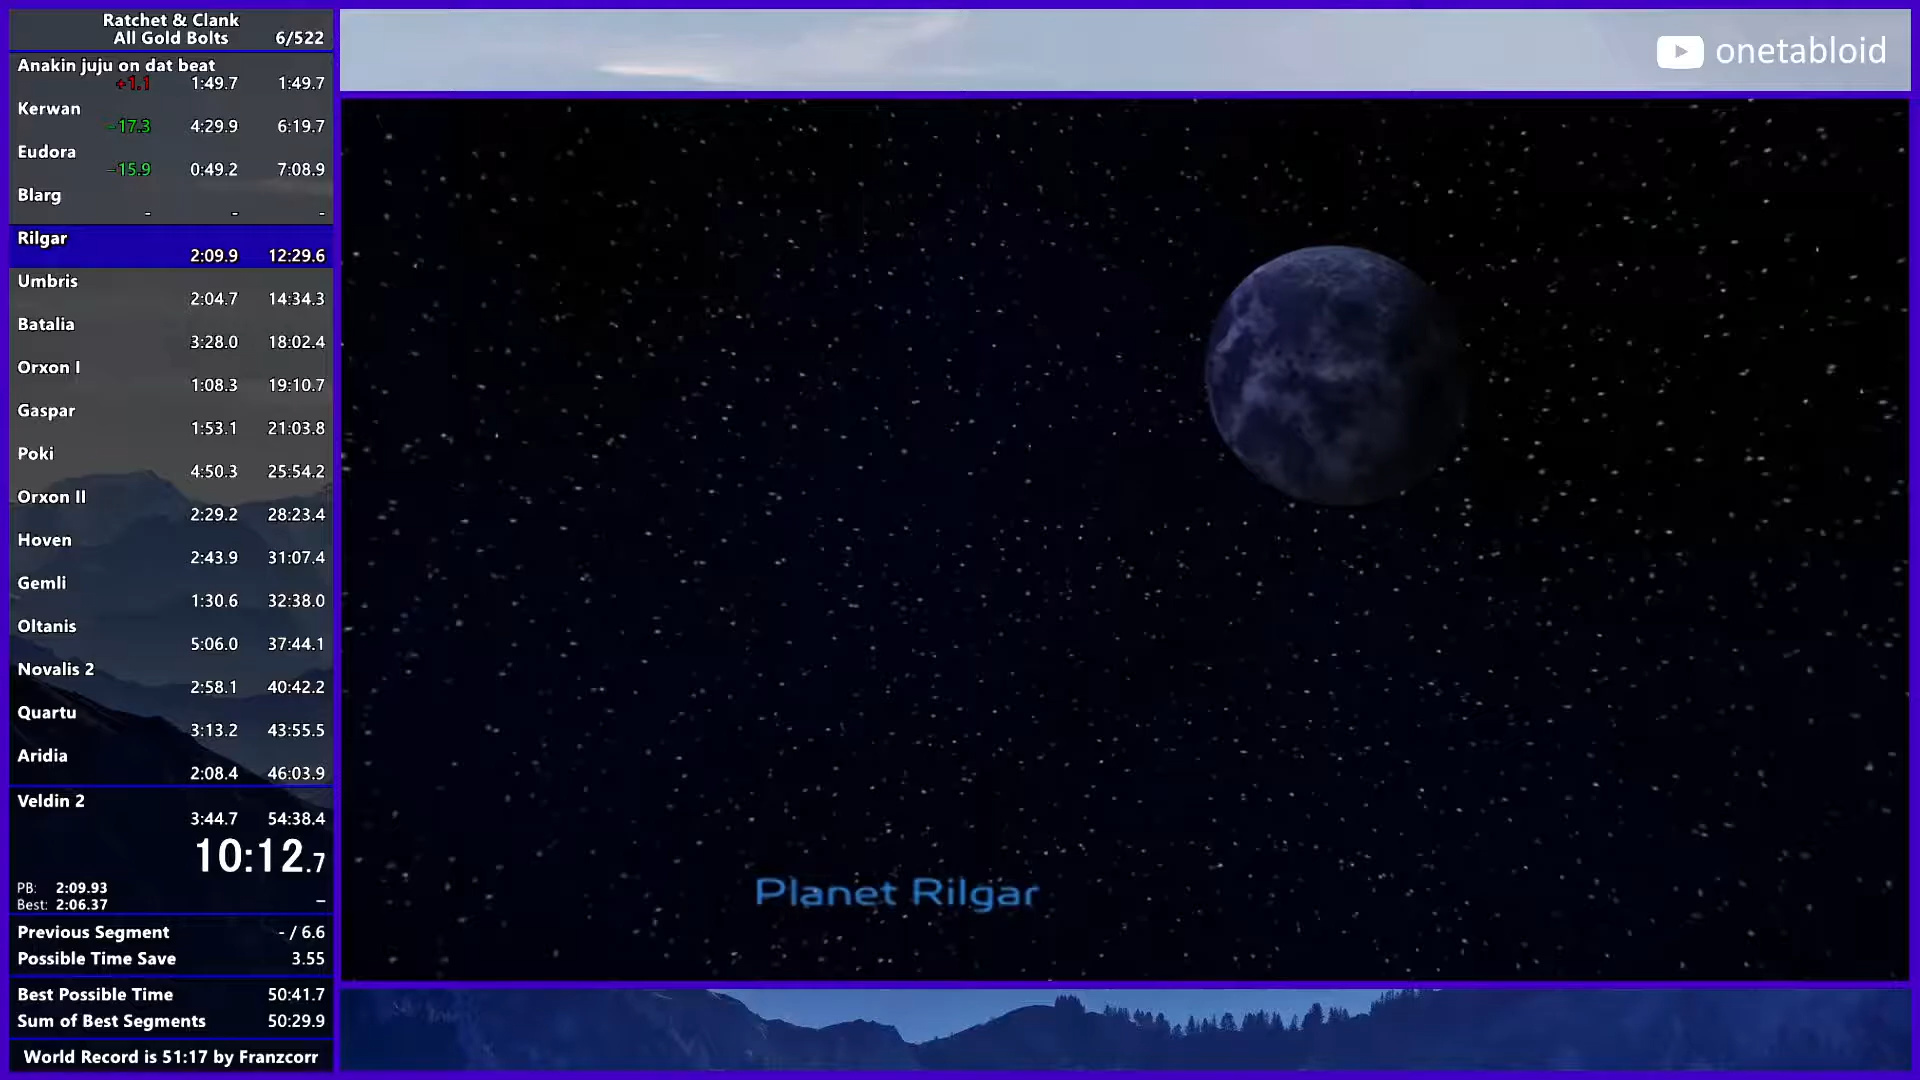 Ratchet & Clank
All Gold Bolts 6/522
Anakin juju on dat beat
+1.1 1:49.7 1:49.7
Kerwan
-17.3 4:29.9 6:19.7
Eudora
-15.9 0:49.2 7:08.9
Blarg
- - -
Rilgar
2:09.9 12:29.6
Umbris
2:04.7 14:34.3
Batalia
3:28.0 18:02.4
Orxon I
1:08.3 19:10.7
Gaspar
1:53.1 21:03.8
Poki
4:50.3 25:54.2
Orxon II
2:29.2 28:23.4
Hoven
2:43.9 31:07.4
Gemli
1:30.6 32:38.0
Oltanis
5:06.0 37:44.1
Novalis 2
2:58.1 40:42.2
Quartu
3:13.2 43:55.5
Aridia
2:08.4 46:03.9
Veldin 2
3:44.7 54:38.4
10:12.7
PB: 2:09.93
Best: 2:06.37 –
Previous Segment - / 6.6
Possible Time Save 3.55
Best Possible Time 50:41.7
Sum of Best Segments 50:29.9
World Record is 51:17 by Franzcorr
onetabloid
Planet Rilgar